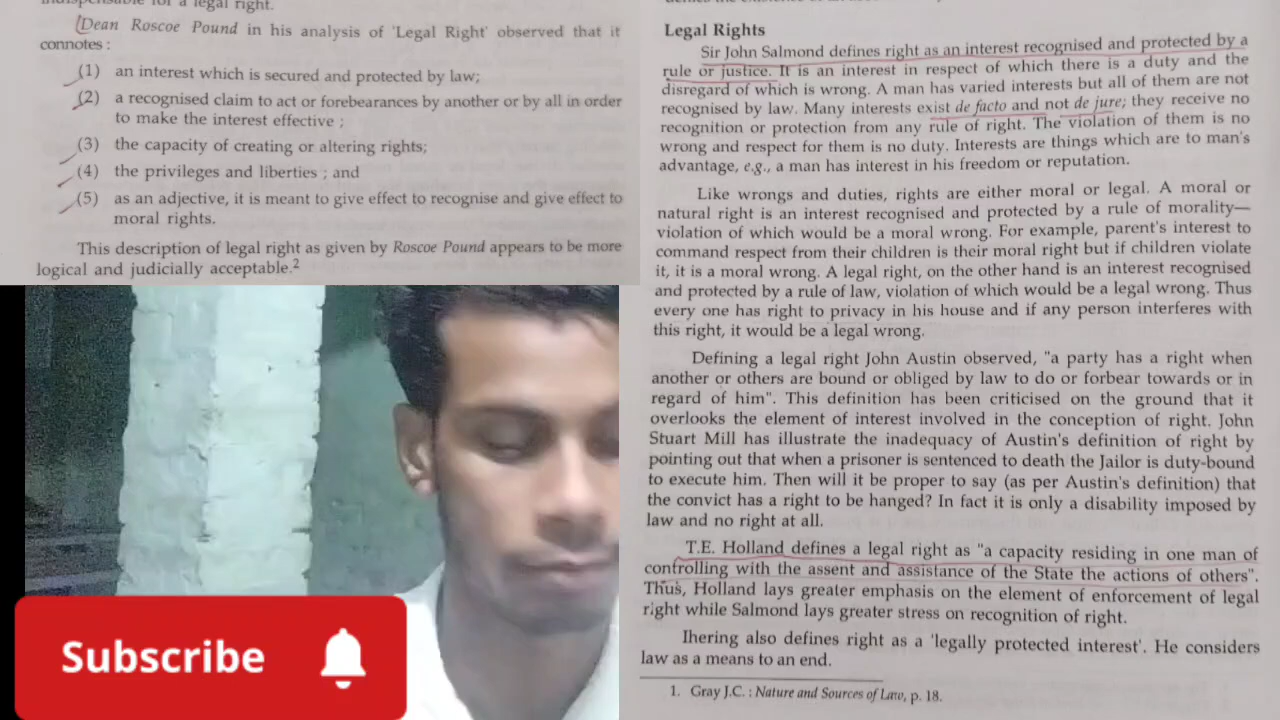 indispensable for a legal right.
Dean Roscoe Pound in his analysis of 'Legal Right' observed that it
connotes :
(1) an interest which is secured and protected by law;
(2) a recognised claim to act or forebearances by another or by all in order
to make the interest effective ;
(3) the capacity of creating or altering rights;
(4) the privileges and liberties ; and
(5) as an adjective, it is meant to give effect to recognise and give effect to
moral rights.
This description of legal right as given by Roscoe Pound appears to be more
logical and judicially acceptable.2
Subscribe
Legal Rights
Sir John Salmond defines right as an interest recognised and protected by a
rule or justice. It is an interest in respect of which there is a duty and the
disregard of which is wrong. A man has varied interests but all of them are not
recognised by law. Many interests exist de facto and not de jure; they receive no
recognition or protection from any rule of right. The violation of them is no
wrong and respect for them is no duty. Interests are things which are to man's
advantage, e.g., a man has interest in his freedom or reputation.
Like wrongs and duties, rights are either moral or legal. A moral or
natural right is an interest recognised and protected by a rule of morality—
violation of which would be a moral wrong. For example, parent's interest to
command respect from their children is their moral right but if children violate
it, it is a moral wrong. A legal right, on the other hand is an interest recognised
and protected by a rule of law, violation of which would be a legal wrong. Thus
every one has right to privacy in his house and if any person interferes with
this right, it would be a legal wrong.
Defining a legal right John Austin observed, "a party has a right when
another or others are bound or obliged by law to do or forbear towards or in
regard of him". This definition has been criticised on the ground that it
overlooks the element of interest involved in the conception of right. John
Stuart Mill has illustrate the inadequacy of Austin's definition of right by
pointing out that when a prisoner is sentenced to death the Jailor is duty-bound
to execute him. Then will it be proper to say (as per Austin's definition) that
the convict has a right to be hanged? In fact it is only a disability imposed by
law and no right at all.
T.E. Holland defines a legal right as "a capacity residing in one man of
controlling with the assent and assistance of the State the actions of others".
Thus, Holland lays greater emphasis on the element of enforcement of legal
right while Salmond lays greater stress on recognition of right.
Ihering also defines right as a 'legally protected interest'. He considers
law as a means to an end.
1. Gray J.C. : Nature and Sources of Law, p. 18.